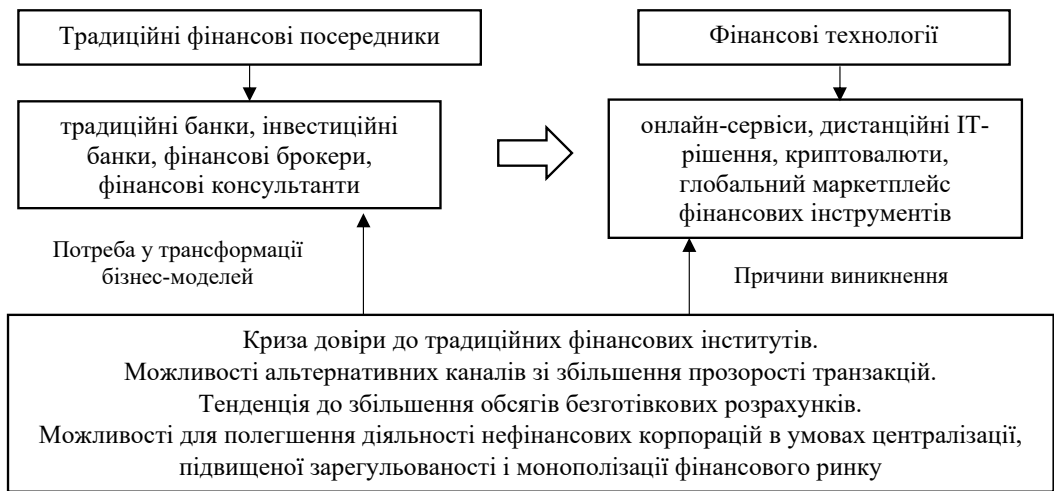 Традиційні фінансові посередники
Фінансові технології
традиційні банки, інвестиційні
банки, фінансові брокери,
фінансові консультанти
онлайн-сервіси, дистанційні ІТ-
рішення, криптовалюти,
глобальний маркетплейс
фінансових інструментів
Потреба у трансформації
бізнес-моделей
Причини виникнення
Криза довіри до традиційних фінансових інститутів.
Можливості альтернативних каналів зі збільшення прозорості транзакцій.
Тенденція до збільшення обсягів безготівкових розрахунків.
Можливості для полегшення діяльності нефінансових корпорацій в умовах централізації,
підвищеної зарегульованості і монополізації фінансового ринку